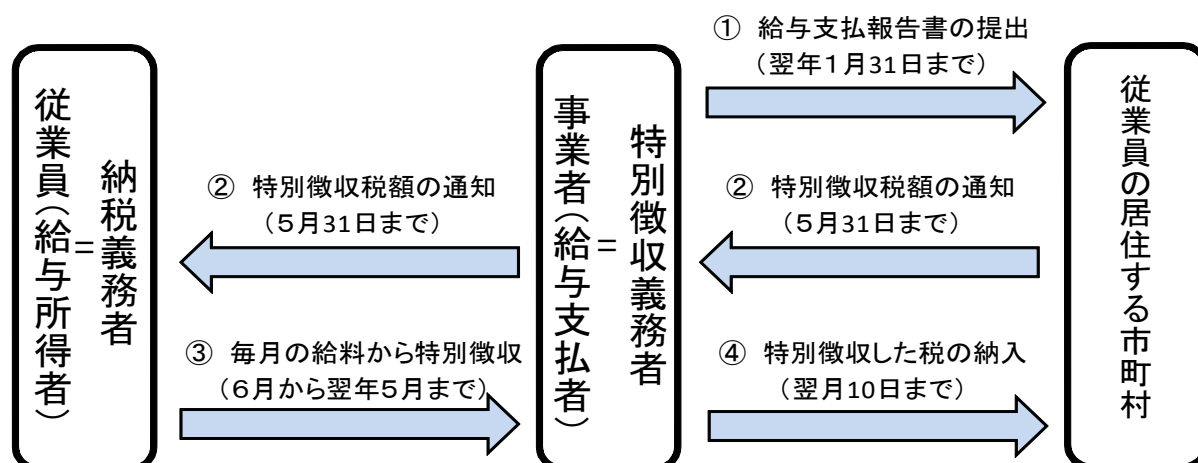 従業員（給与所得者）
＝
納税義務者
② 特別徴収税額の通知
（５月31日まで）
③ 毎月の給料から特別徴収
（６月から翌年５月まで）
事業者（給与支払者）
＝
特別徴収義務者
① 給与支払報告書の提出
（翌年１月31日まで）
② 特別徴収税額の通知
（５月31日まで）
④ 特別徴収した税の納入
（翌月10日まで）
従業員の居住する市町村